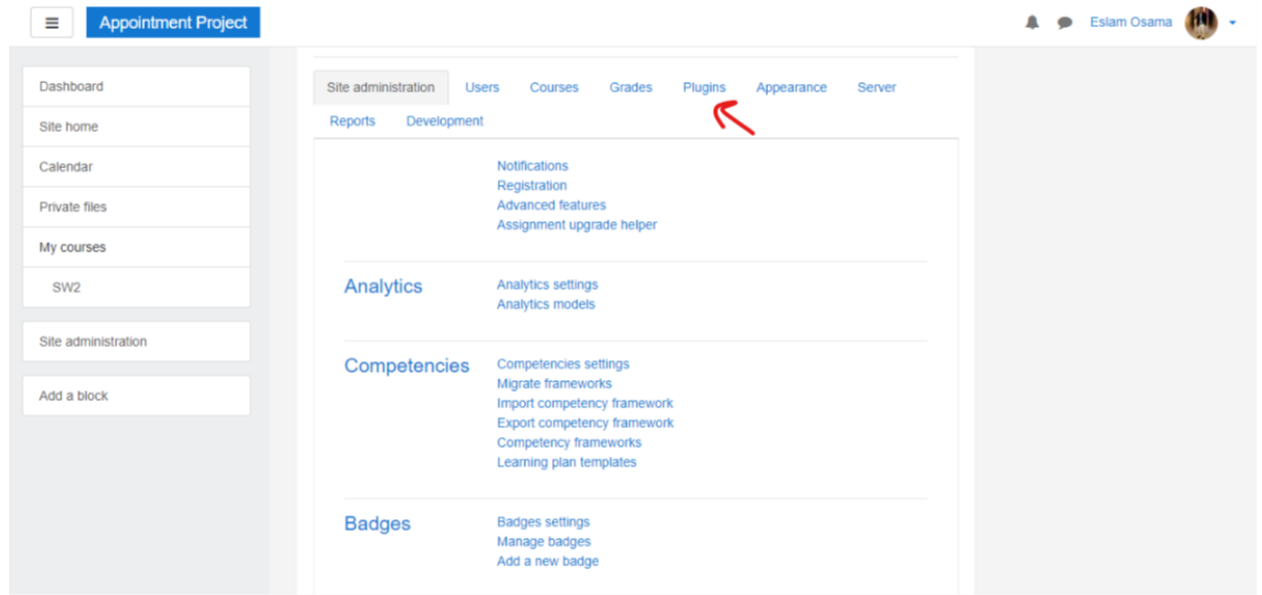 Appointment Project
Eslam Osama
Dashboard
Site home
Calendar
Private files
My courses
SW2
Site administration
Add a block
Site administration Users Courses Grades Plugins Appearance Server
Reports Development
Notifications
Registration
Advanced features
Assignment upgrade helper
Analytics
Analytics settings
Analytics models
Competencies
Competencies settings
Migrate frameworks
Import competency framework
Export competency framework
Competency frameworks
Learning plan templates
Badges
Badges settings
Manage badges
Add a new badge